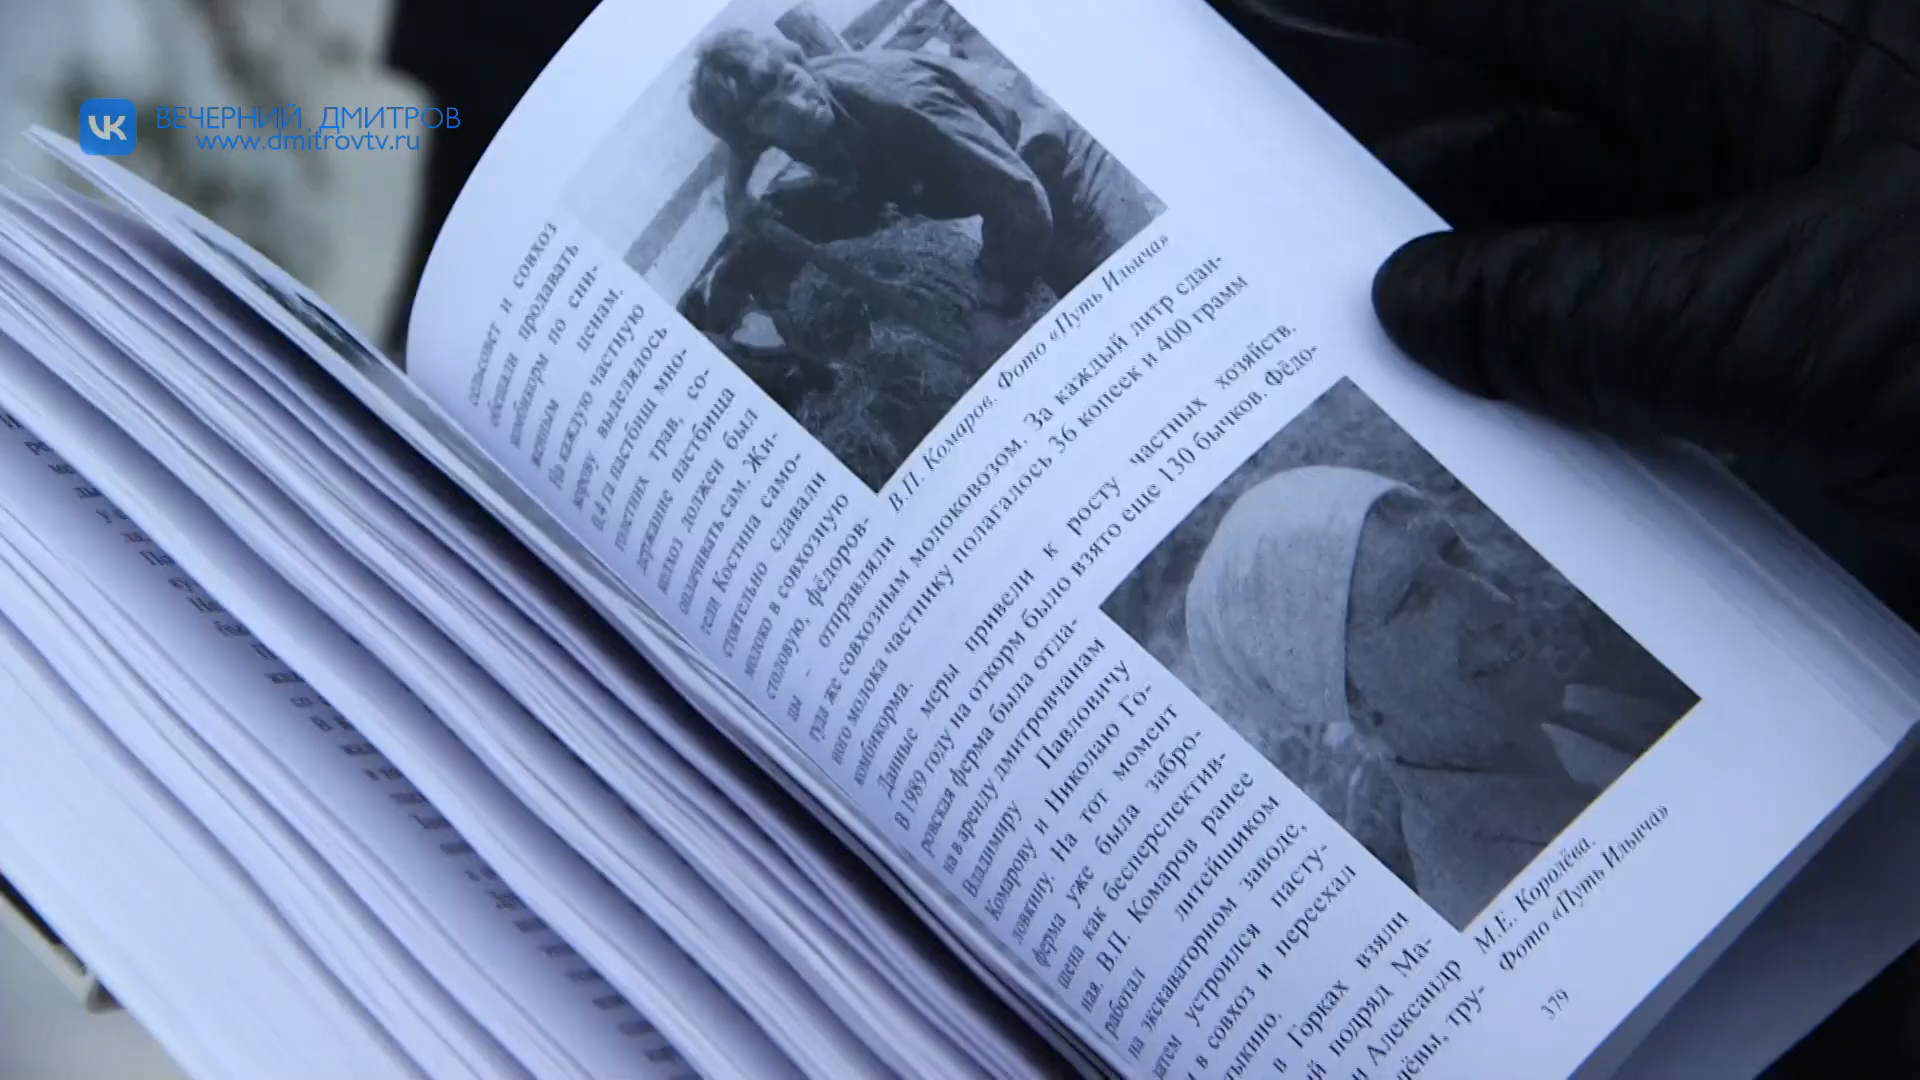 ВЕЧЕРНИЙ ДМИТРОВ
www.dmitrovtv.ru
сельсовет и совхоз
обещали продавать
комбикорм по сни-
женным ценам.
На каждую частную
корову выделялось
0,4 га пастбищ мно-
голетних трав, со-
держание пастбища
колхоз должен был
оплачивать сам. Жи-
тели Костина само-
стоятельно сдавали
молоко в совхозную
столовую, фёдоров-
цы - отправляли
В.П. Комаров. Фото «Путь Ильича»
туда же совхозным молоковозом. За каждый литр сдан-
ного молока частнику полагалось 36 копеек и 400 грамм
комбикорма.
Данные меры привели к росту частных хозяйств.
В 1989 году на откорм было взято еще 130 бычков. Фёдо-
ровская ферма была отда-
на в аренду дмитровчанам
Владимиру Павловичу
Комарову и Николаю Го-
ловкину. На тот момент
ферма уже была забро-
шена как бесперспектив-
ная. В.П. Комаров ранее
работал литейщиком
на экскаваторном заводе,
затем устроился пасту-
в совхоз и переехал
в Горках взяли
подряд Ма-
и Александр
тру-
М.Е. Королёва.
Фото «Путь Ильича»
379